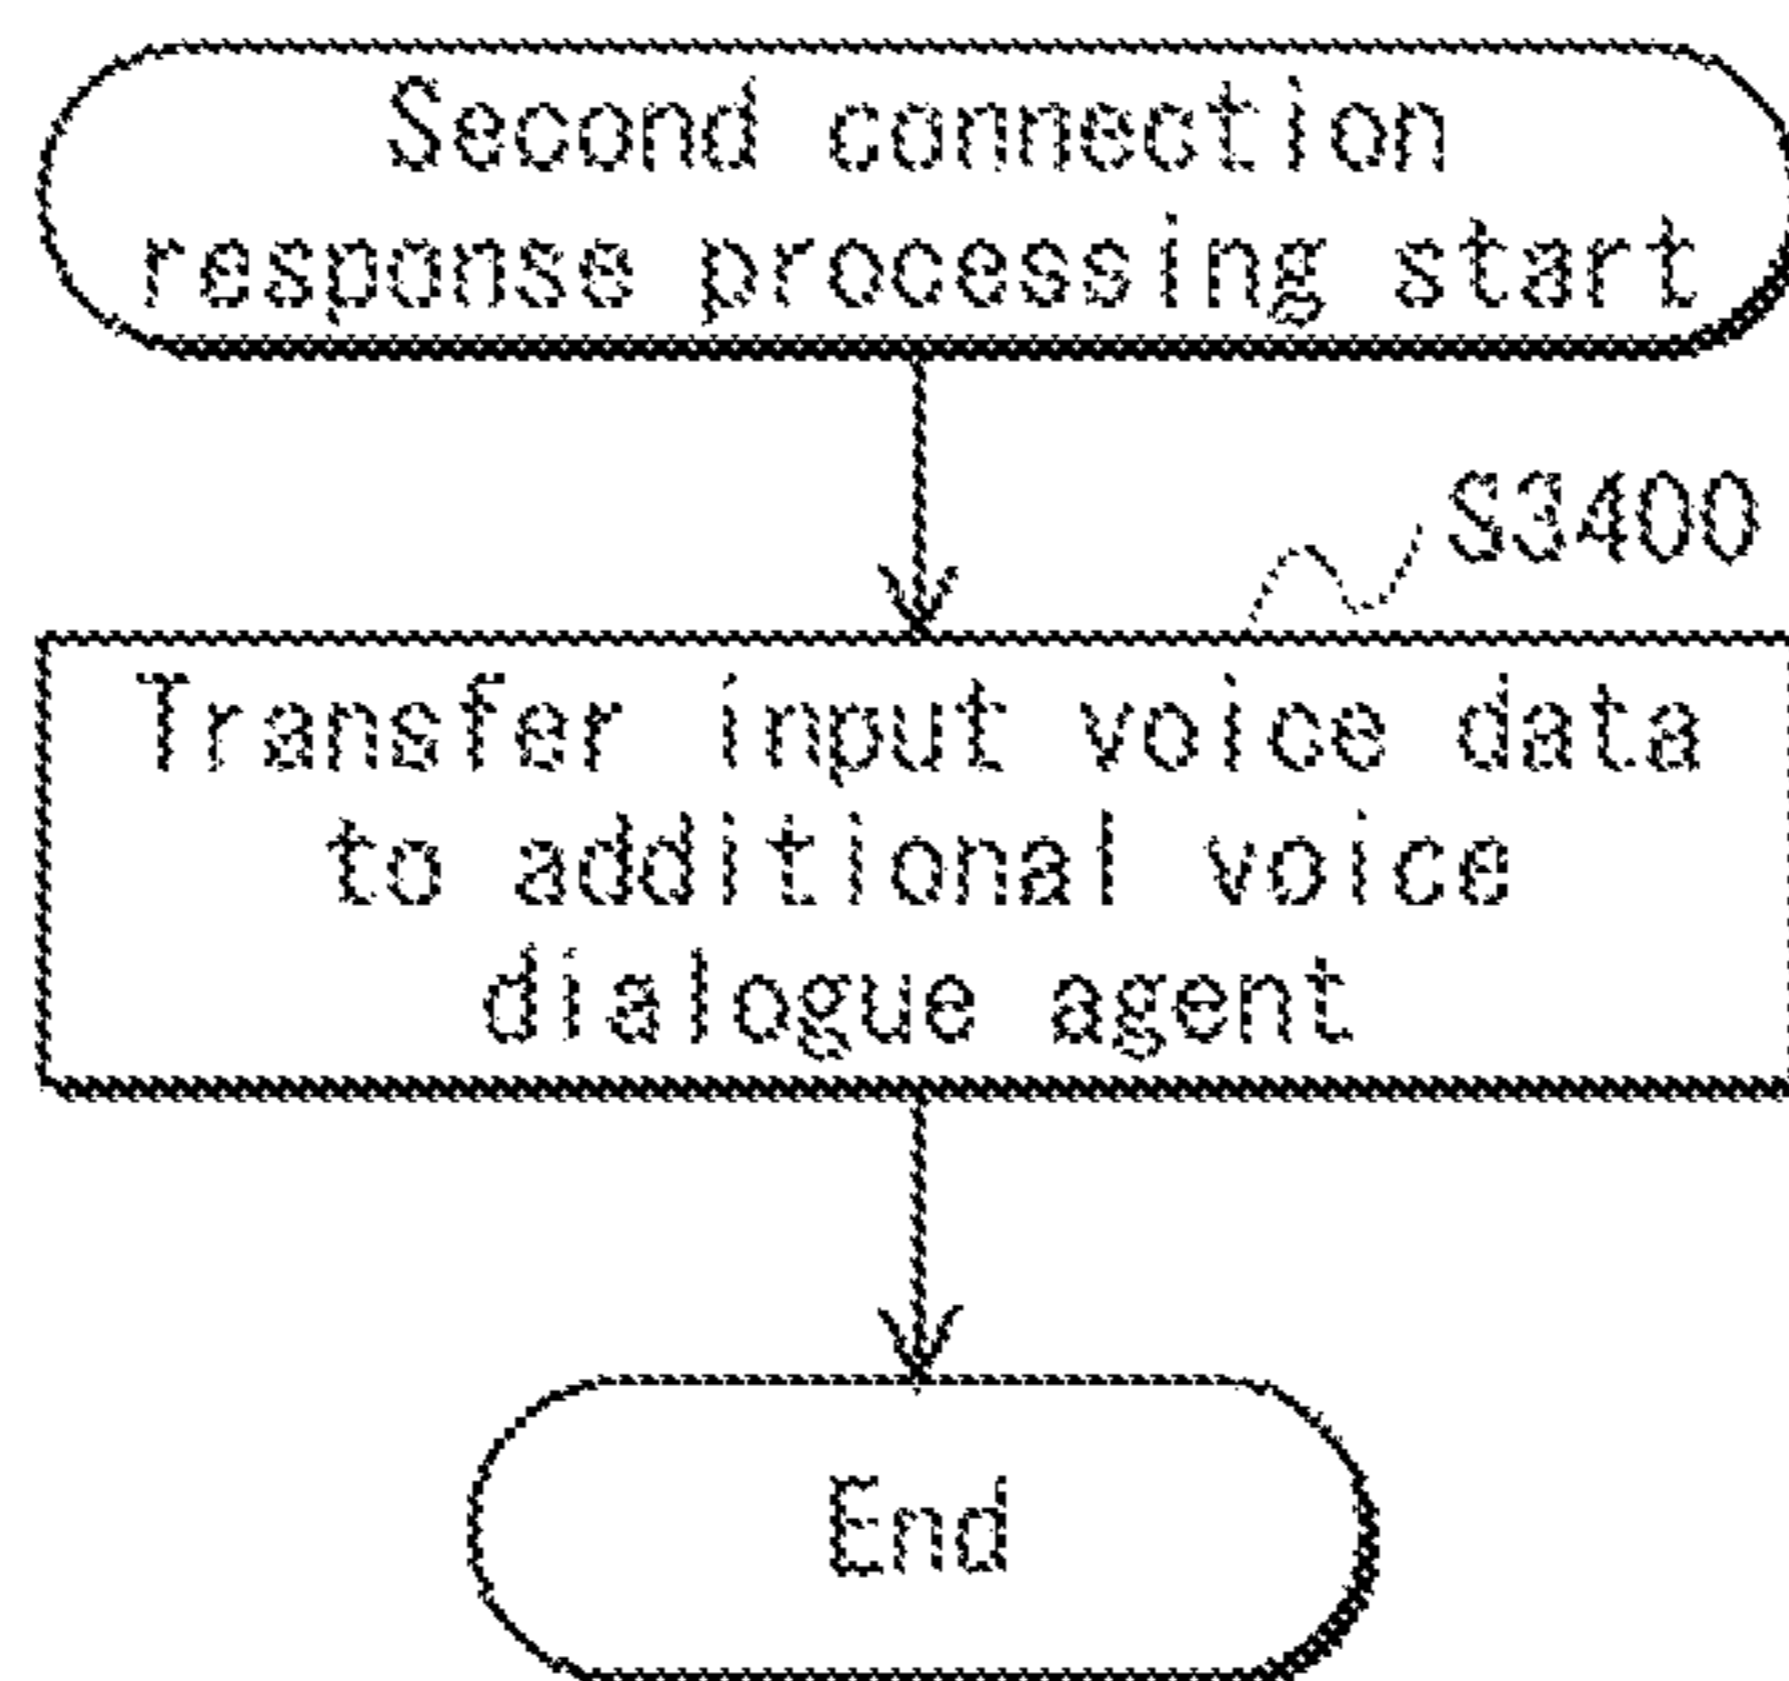 Second connection
response processing start
S3400
Transfer input voice data
to additional voice
dialogue agent
End